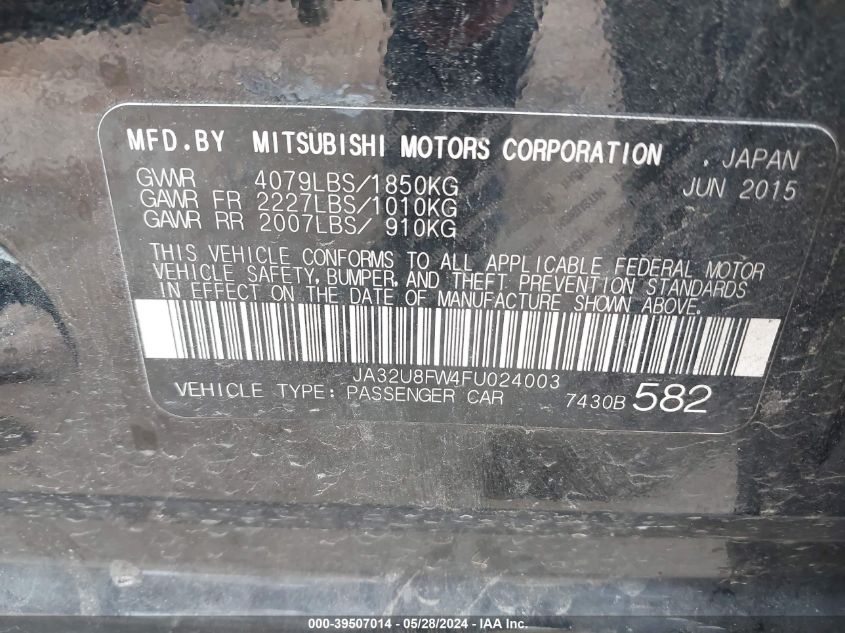 MFD.BY MITSUBISHI MOTORS CORPORATION . JAPAN
GVWR 4079LBS/1850KG JUN 2015
GAWR FR 2227LBS/1010KG
GAWR RR 2007LBS/ 910KG
THIS VEHICLE CONFORMS TO ALL APPLICABLE FEDERAL MOTOR
VEHICLE SAFETY, BUMPER, AND THEFT PREVENTION STANDARDS
IN EFFECT ON THE DATE OF MANUFACTURE SHOWN ABOVE.
JA32U8FW4FU024003
VEHICLE TYPE: PASSENGER CAR 7430B 582
000-39507014 - 05/28/2024 - IAA Inc.